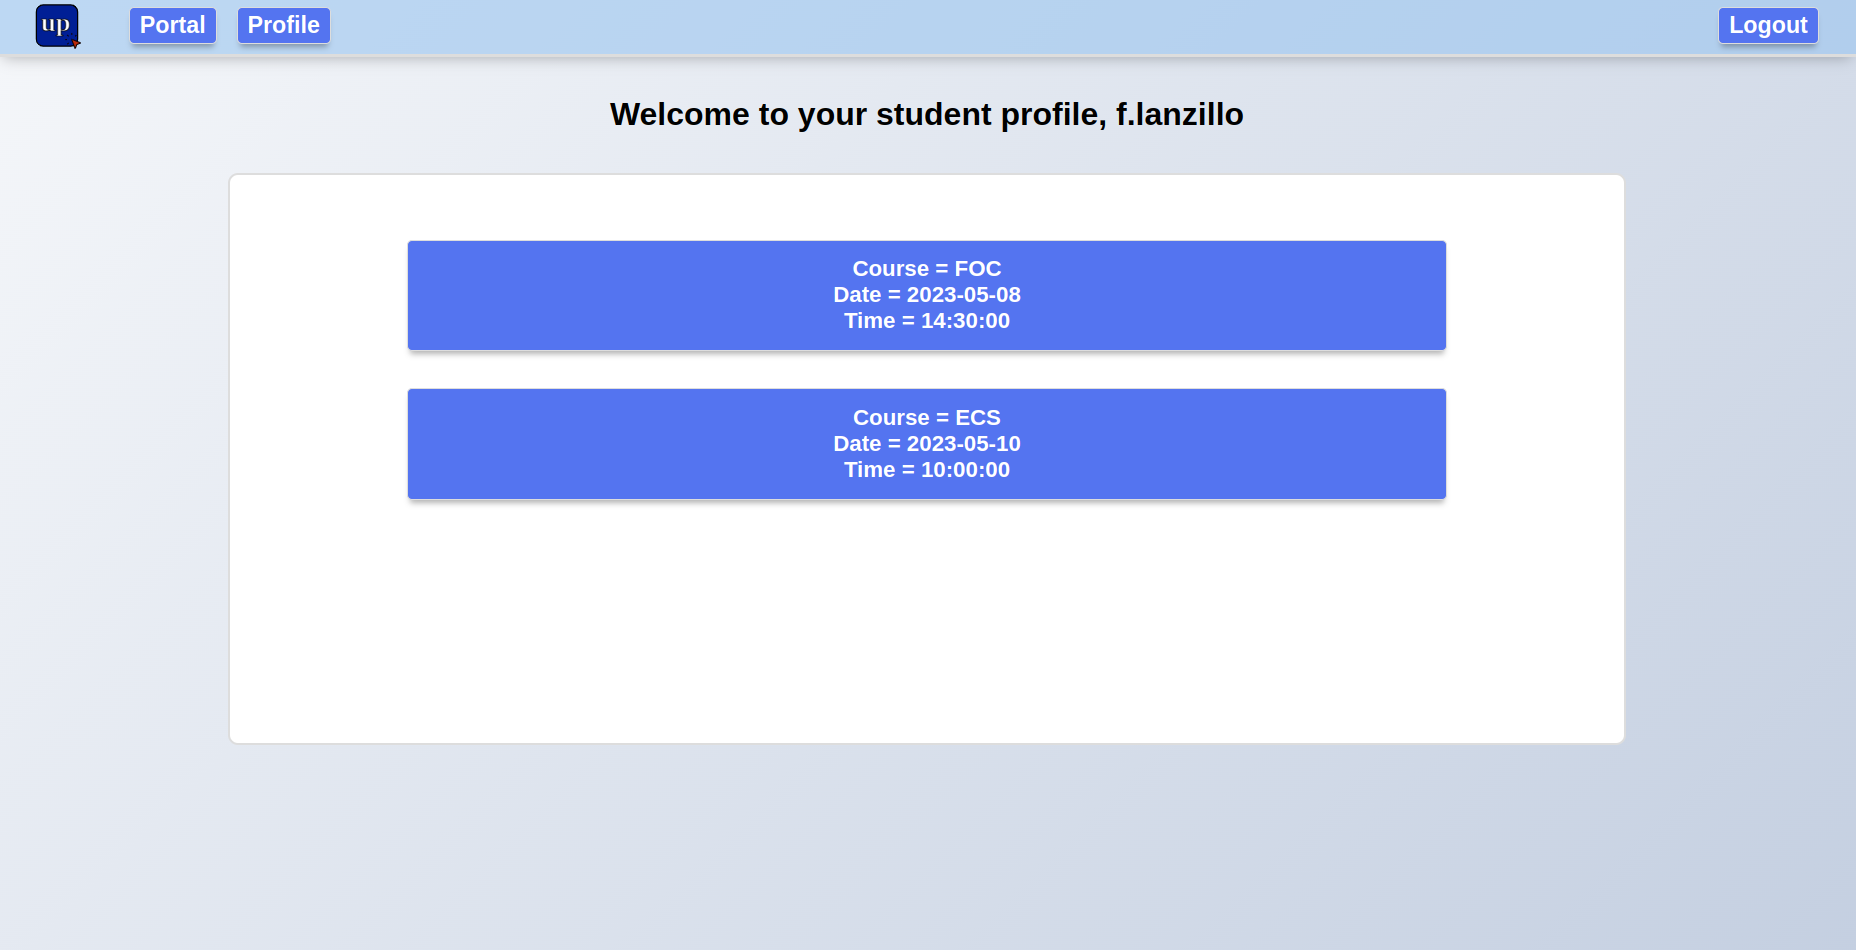 up
Portal
Profile
Logout
Welcome to your student profile, f.lanzillo
Course = FOC
Date = 2023-05-08
Time = 14:30:00
Course = ECS
Date = 2023-05-10
Time = 10:00:00